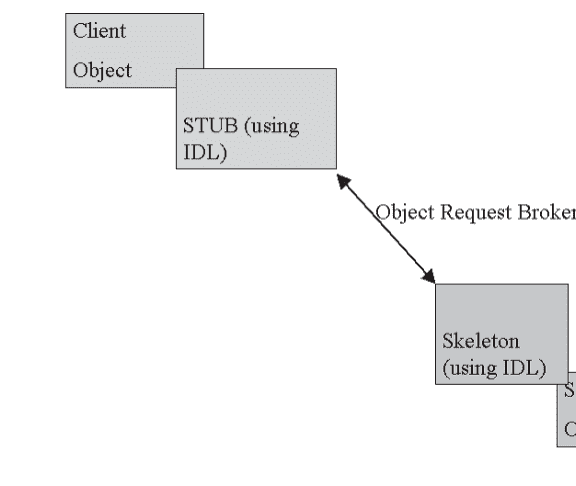 Client
Object
STUB (using
IDL)
Object Request Broker
Skeleton
(using IDL)
S